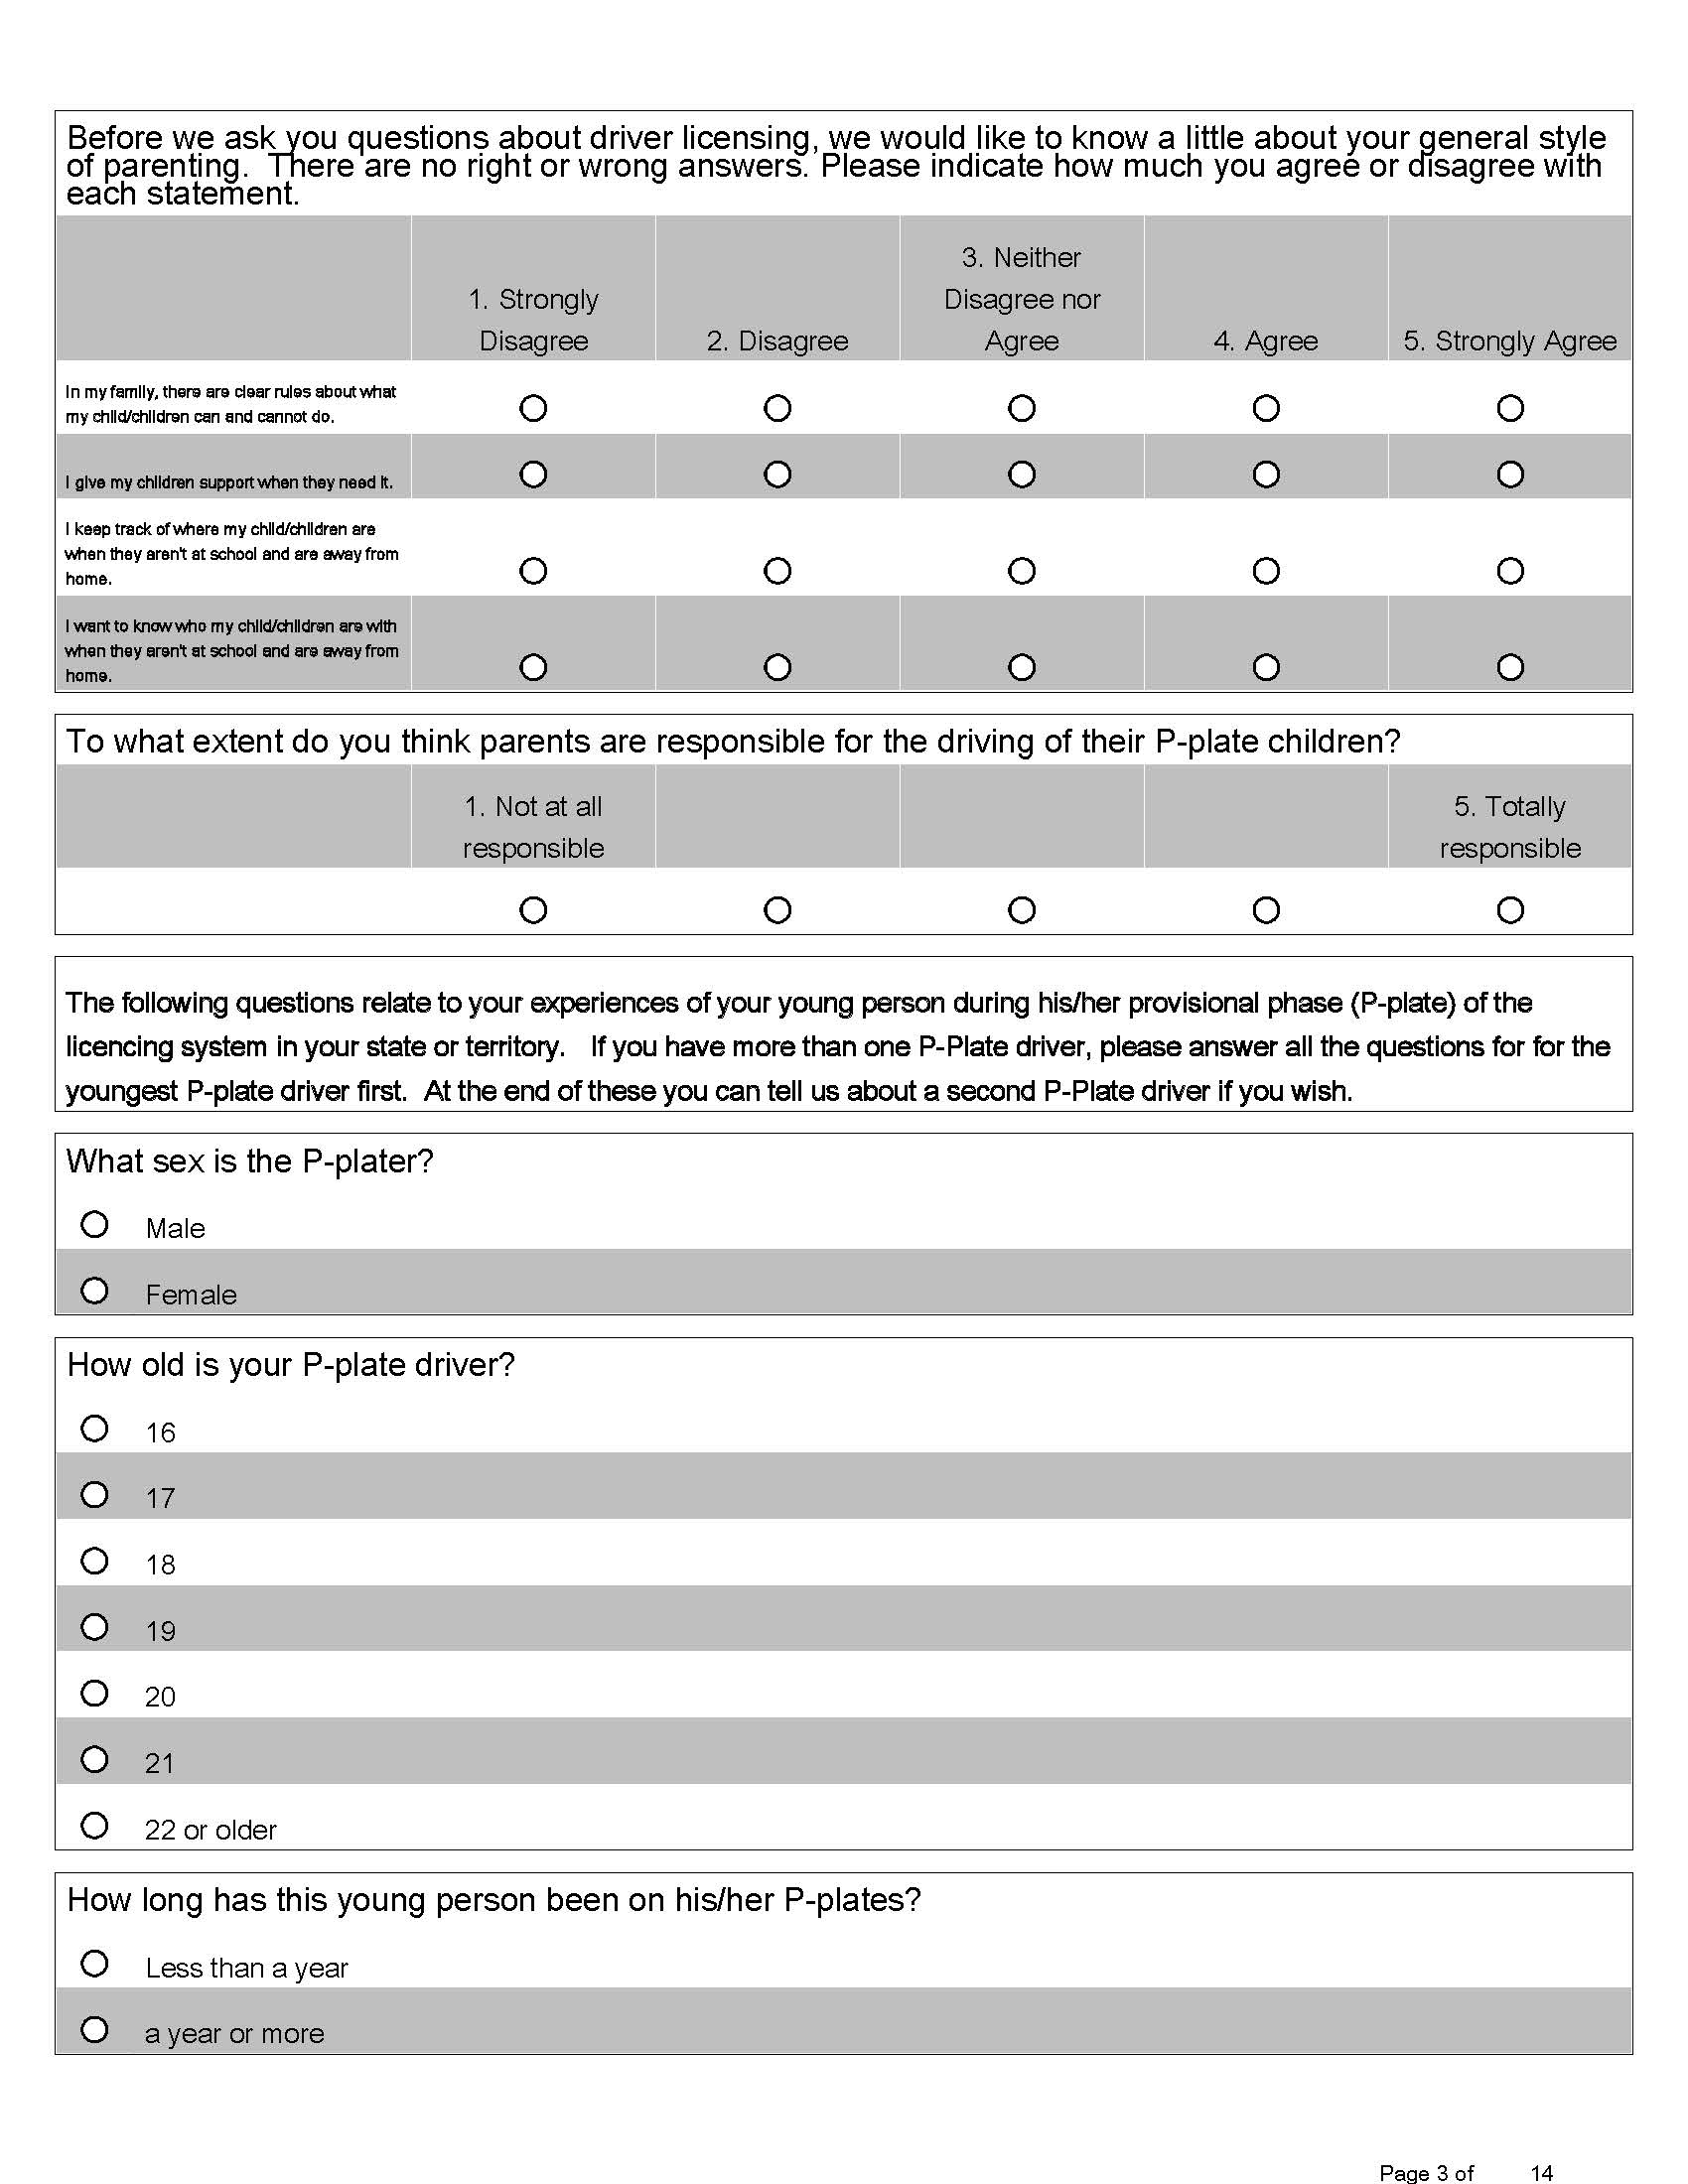 Before we ask you questions about driver licensing, we would like to know a little about your general style
of parenting.  There are no right or wrong answers. Please indicate how much you agree or disagree with
each statement.
3. Neither
1. Strongly Disagree nor
Disagree 2. Disagree Agree 4. Agree 5. Strongly Agree
In my family, there are clear rules about what
my child/children can and cannot do.
I give my children support when they need it.
I keep track of where my child/children are
when they aren't at school and are away from
home.
I want to know who my child/children are with
when they aren't at school and are away from
home.
To what extent do you think parents are responsible for the driving of their P-plate children?
1. Not at all 5. Totally
responsible responsible
The following questions relate to your experiences of your young person during his/her provisional phase (P-plate) of the
licencing system in your state or territory.   If you have more than one P-Plate driver, please answer all the questions for for the
youngest P-plate driver first.  At the end of these you can tell us about a second P-Plate driver if you wish.
What sex is the P-plater?
Male
Female
How old is your P-plate driver?
16
17
18
19
20
21
22 or older
How long has this young person been on his/her P-plates?
Less than a year
a year or more
Page 3 of 14